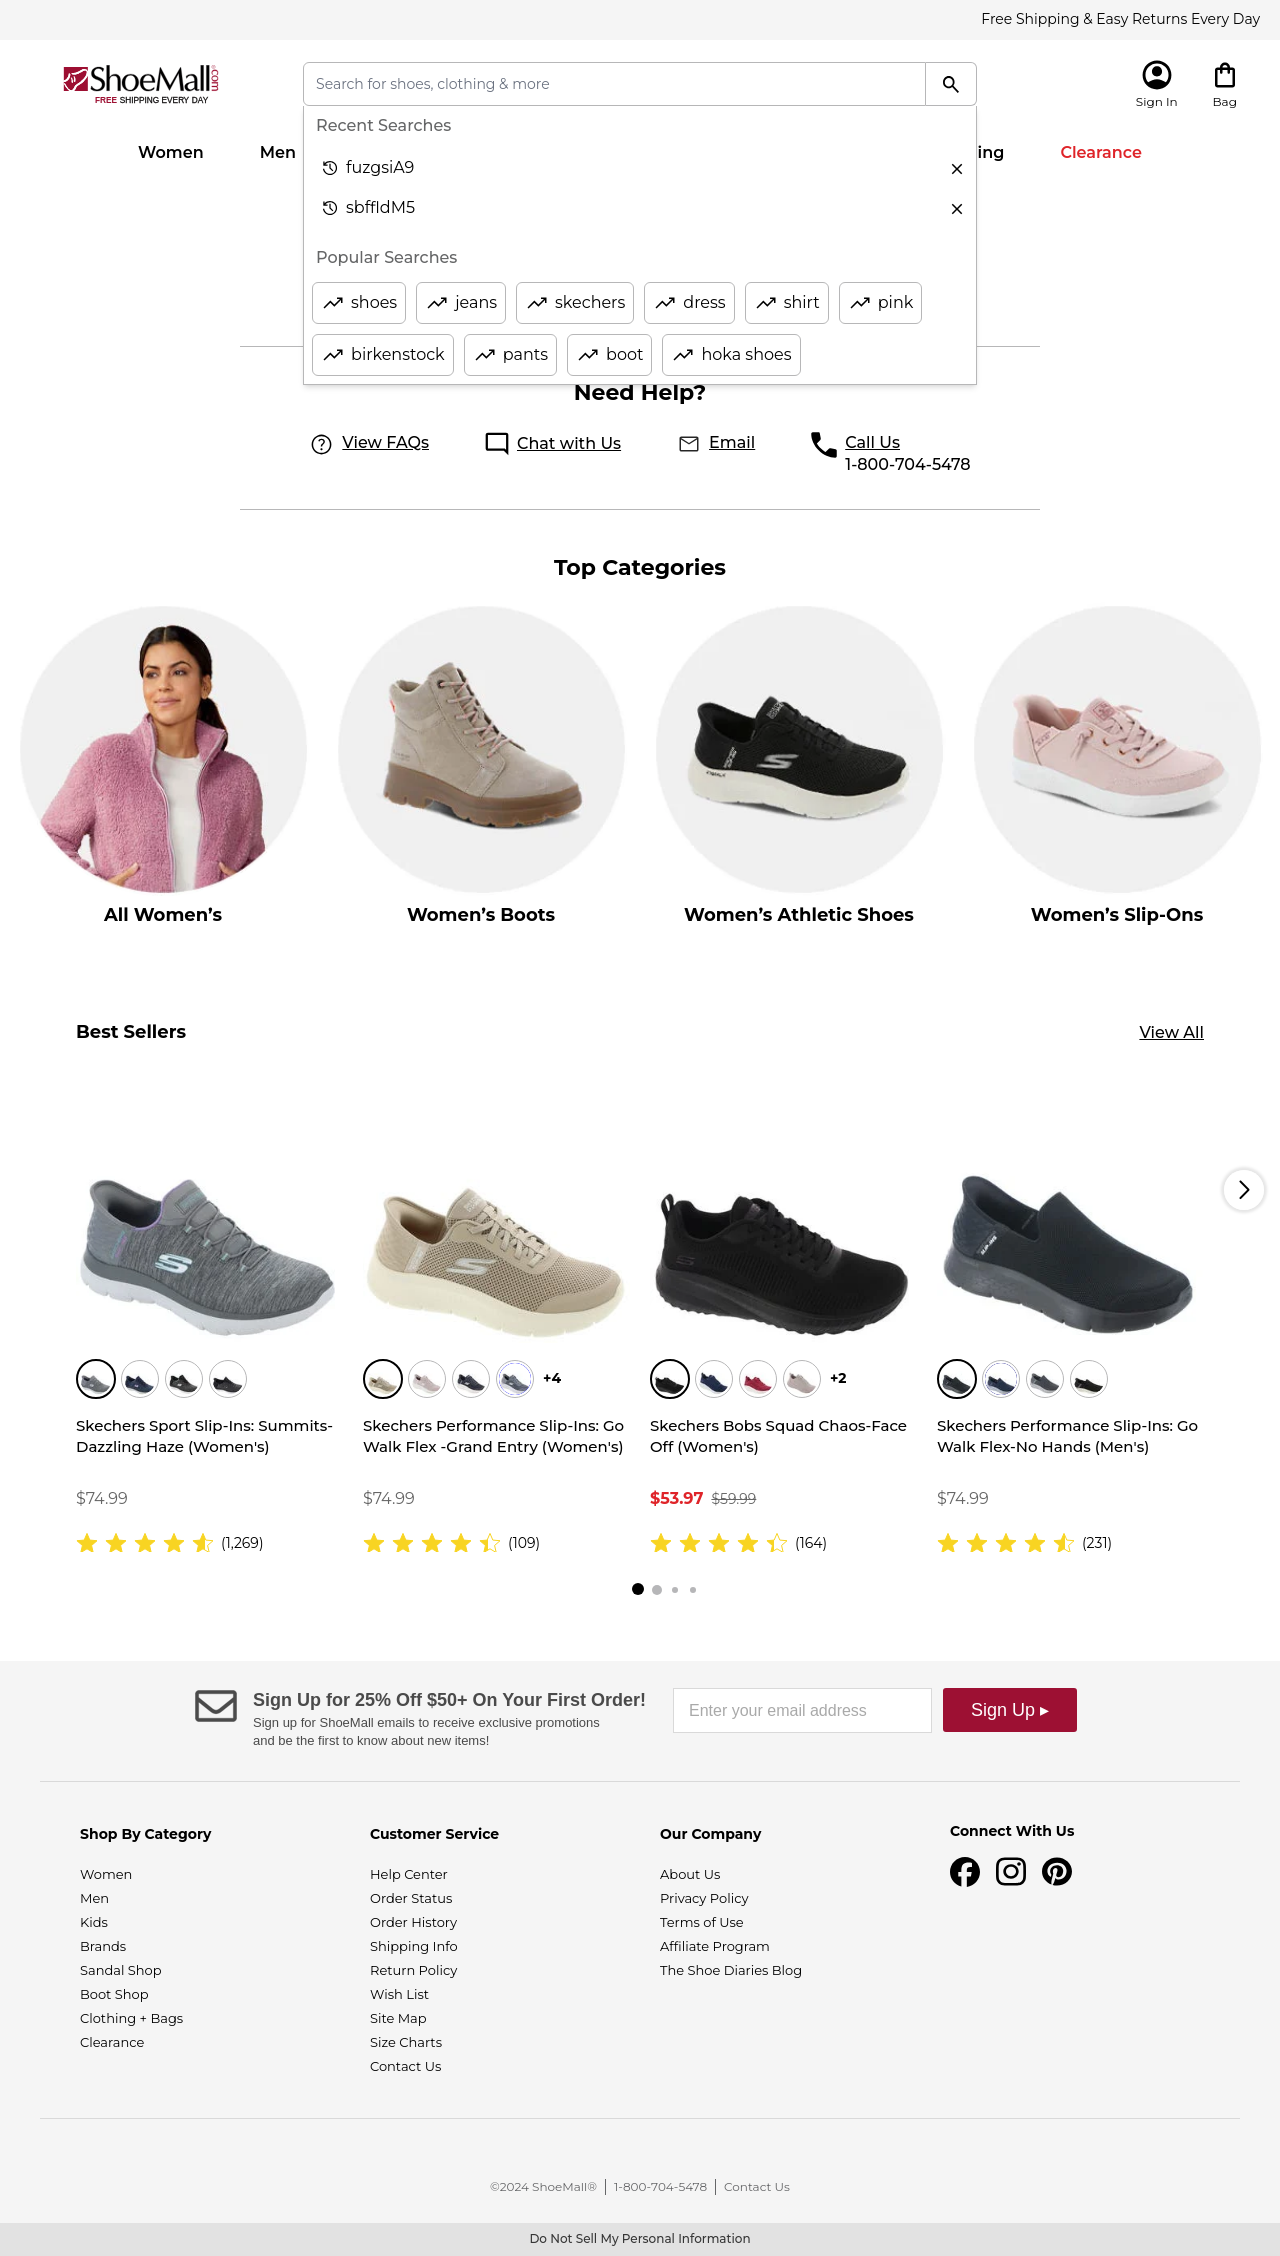 Free Shipping & Easy Returns Every Day
ShoeMall.com
FREE SHIPPING EVERY DAY
Search for shoes, clothing & more
Sign In
Bag
Women
Men
ing
Clearance
Recent Searches
fuzgsiA9
sbffldM5
Popular Searches
shoes
jeans
skechers
dress
shirt
pink
birkenstock
pants
boot
hoka shoes
Need Help?
View FAQs
Chat with Us
Email
Call Us
1-800-704-5478
Top Categories
All Women’s
Women’s Boots
Women’s Athletic Shoes
Women’s Slip-Ons
Best Sellers
View All
+4
+2
Skechers Sport Slip-Ins: Summits-
Dazzling Haze (Women's)
$74.99
(1,269)
Skechers Performance Slip-Ins: Go
Walk Flex -Grand Entry (Women's)
$74.99
(109)
Skechers Bobs Squad Chaos-Face
Off (Women's)
$53.97 $59.99
(164)
Skechers Performance Slip-Ins: Go
Walk Flex-No Hands (Men's)
$74.99
(231)
Sign Up for 25% Off $50+ On Your First Order!
Sign up for ShoeMall emails to receive exclusive promotions
and be the first to know about new items!
Enter your email address
Sign Up ▸
Shop By Category
Women
Men
Kids
Brands
Sandal Shop
Boot Shop
Clothing + Bags
Clearance
Customer Service
Help Center
Order Status
Order History
Shipping Info
Return Policy
Wish List
Site Map
Size Charts
Contact Us
Our Company
About Us
Privacy Policy
Terms of Use
Affiliate Program
The Shoe Diaries Blog
Connect With Us
©2024 ShoeMall® | 1-800-704-5478 | Contact Us
Do Not Sell My Personal Information